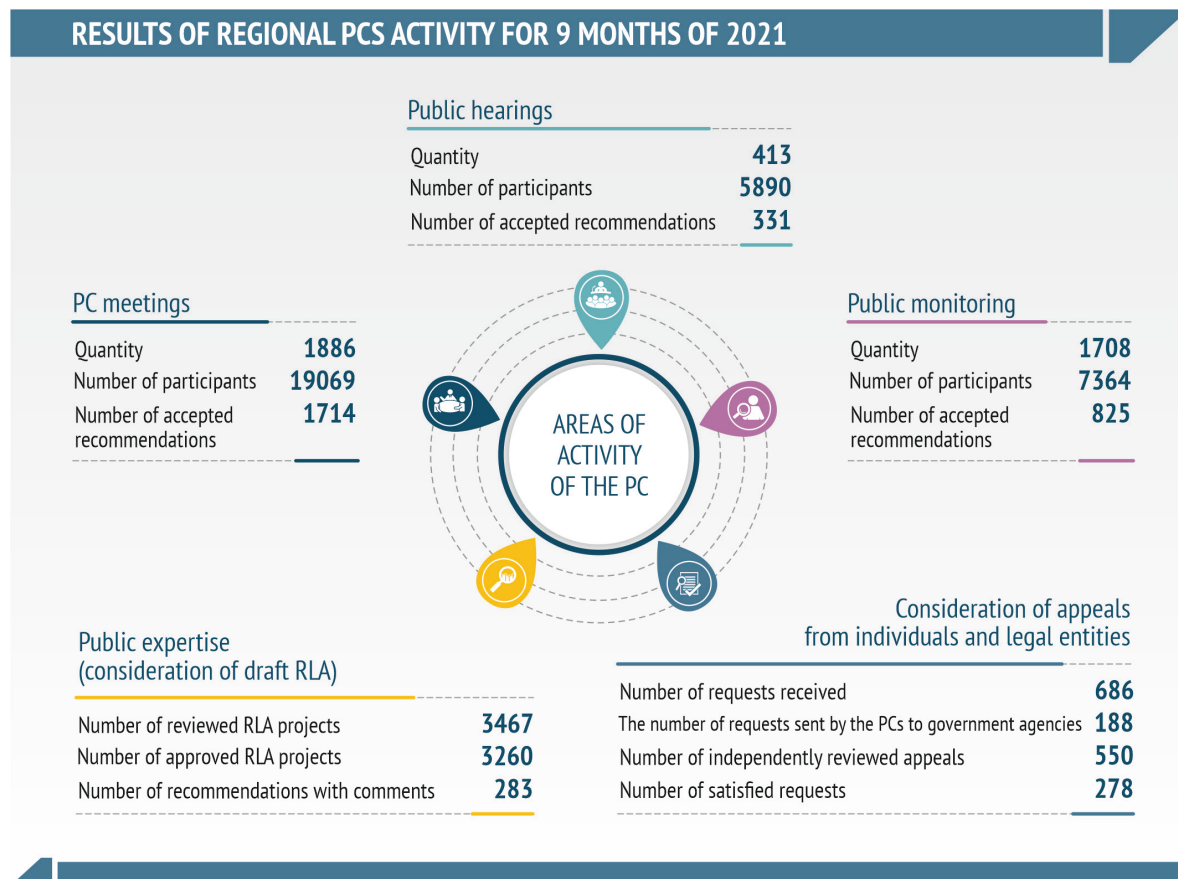 RESULTS OF REGIONAL PCS ACTIVITY FOR 9 MONTHS OF 2021
Public hearings
Quantity 413
Number of participants 5890
Number of accepted recommendations 331
PC meetings
Quantity 1886
Number of participants 19069
Number of accepted 1714
recommendations
Public monitoring
Quantity 1708
Number of participants 7364
Number of accepted 825
recommendations
AREAS OF
ACTIVITY
OF THE PC
Public expertise
(consideration of draft RLA)
Number of reviewed RLA projects 3467
Number of approved RLA projects 3260
Number of recommendations with comments 283
Consideration of appeals
from individuals and legal entities
Number of requests received 686
The number of requests sent by the PCs to government agencies 188
Number of independently reviewed appeals 550
Number of satisfied requests 278